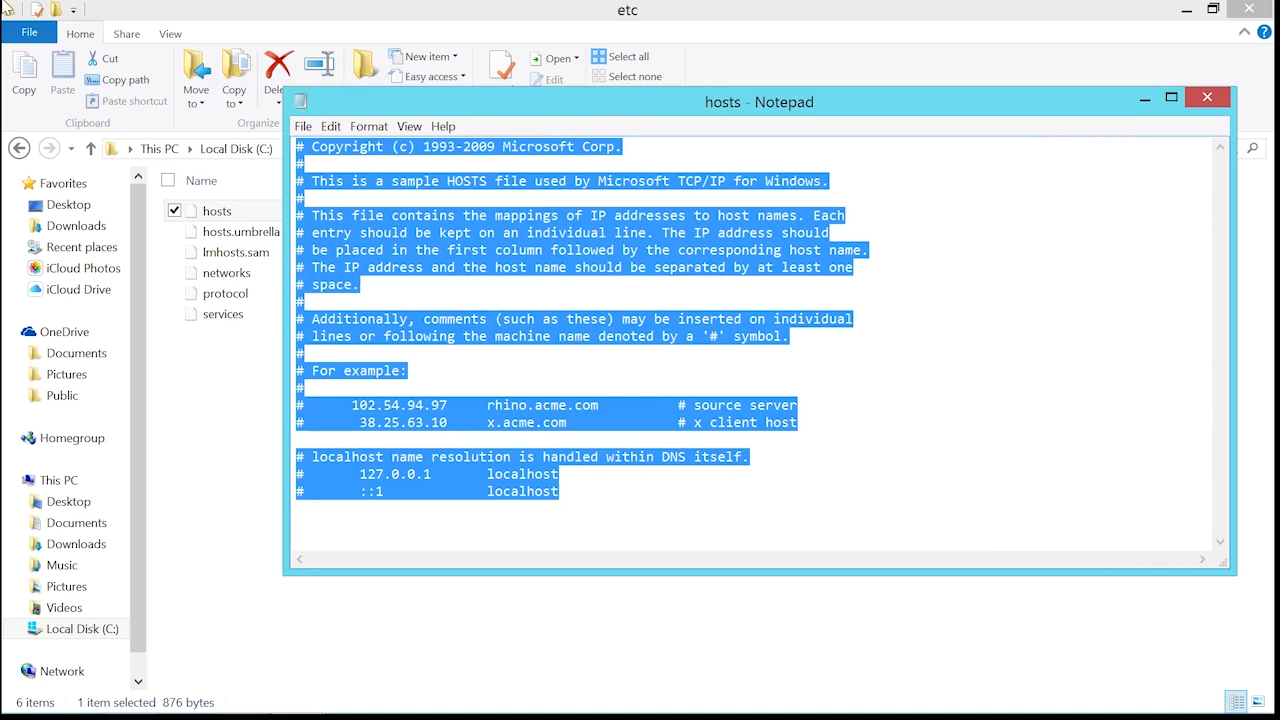 etc
File Home Share View
Copy
Paste
Cut
Copy path
Paste shortcut
Clipboard
Move to
Copy to
Organize
New item
Easy access
Open
Edit
Select all
Select none
This PC Local Disk (C:)
Favorites
Desktop
Downloads
Recent places
iCloud Photos
iCloud Drive
OneDrive
Documents
Pictures
Public
Homegroup
This PC
Desktop
Documents
Downloads
Music
Pictures
Videos
Local Disk (C:)
Network
Name
hosts
hosts.umbrella
lmhosts.sam
networks
protocol
services
hosts - Notepad
File Edit Format View Help
# Copyright (c) 1993-2009 Microsoft Corp.
#
# This is a sample HOSTS file used by Microsoft TCP/IP for Windows.
#
# This file contains the mappings of IP addresses to host names. Each
# entry should be kept on an individual line. The IP address should
# be placed in the first column followed by the corresponding host name.
# The IP address and the host name should be separated by at least one
# space.
#
# Additionally, comments (such as these) may be inserted on individual
# lines or following the machine name denoted by a '#' symbol.
#
# For example:
#
# 102.54.94.97 rhino.acme.com # source server
# 38.25.63.10 x.acme.com # x client host
# localhost name resolution is handled within DNS itself.
# 127.0.0.1 localhost
# ::1 localhost
6 items 1 item selected 876 bytes